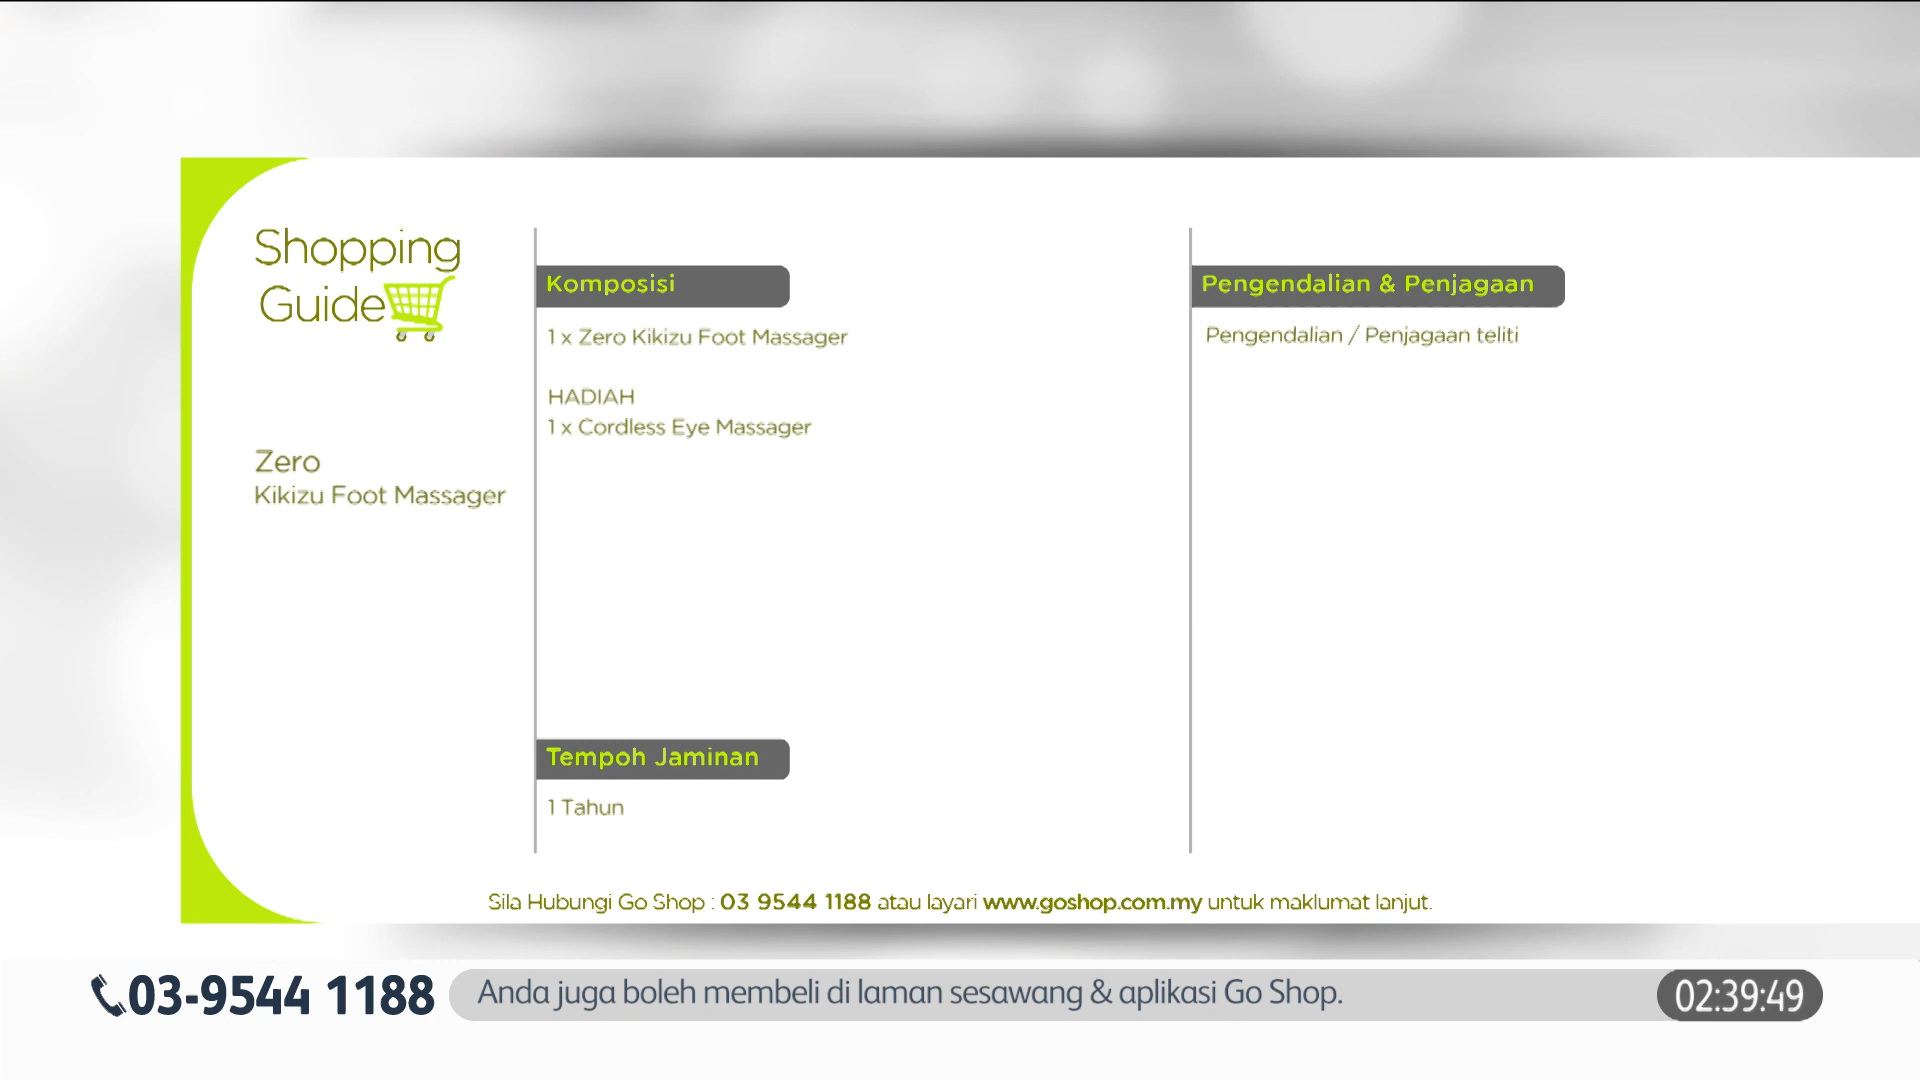 Shopping
Guide
Zero
Kikizu Foot Massager
Komposisi
1 x Zero Kikizu Foot Massager
HADIAH
1 x Cordless Eye Massager
Tempoh Jaminan
1 Tahun
Pengendalian & Penjagaan
Pengendalian / Penjagaan teliti
Sila Hubungi Go Shop : 03 9544 1188 atau layari www.goshop.com.my untuk maklumat lanjut.
03-9544 1188
Anda juga boleh membeli di laman sesawang & aplikasi Go Shop.
02:39:49